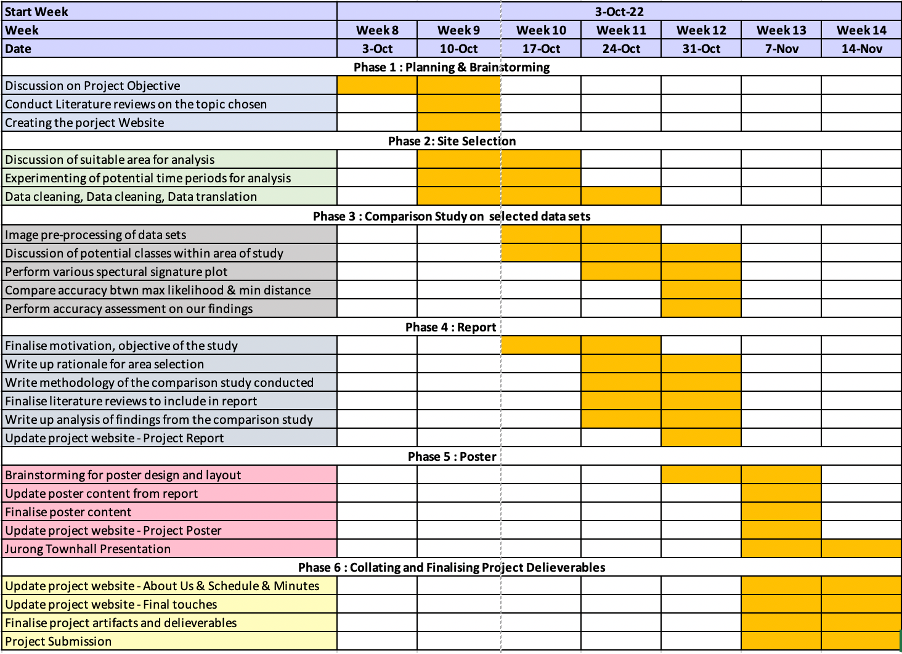 Start Week 3-Oct-22
Week Week 8 Week 9 Week 10 Week 11 Week 12 Week 13 Week 14
Date 3-Oct 10-Oct 17-Oct 24-Oct 31-Oct 7-Nov 14-Nov
Phase 1 : Planning & Brainstorming
Discussion on Project Objective
Conduct Literature reviews on the topic chosen
Creating the porject Website
Phase 2: Site Selection
Discussion of suitable area for analysis
Experimenting of potential time periods for analysis
Data cleaning, Data cleaning, Data translation
Phase 3 : Comparison Study on selected data sets
Image pre-processing of data sets
Discussion of potential classes within area of study
Perform various spectural signature plot
Compare accuracy btwn max likelihood & min distance
Perform accuracy assessment on our findings
Phase 4 : Report
Finalise motivation, objective of the study
Write up rationale for area selection
Write methodology of the comparison study conducted
Finalise literature reviews to include in report
Write up analysis of findings from the comparison study
Update project website - Project Report
Phase 5 : Poster
Brainstorming for poster design and layout
Update poster content from report
Finalise poster content
Update project website - Project Poster
Jurong Townhall Presentation
Phase 6 : Collating and Finalising Project Delieverables
Update project website - About Us & Schedule & Minutes
Update project website - Final touches
Finalise project artifacts and delieverables
Project Submission